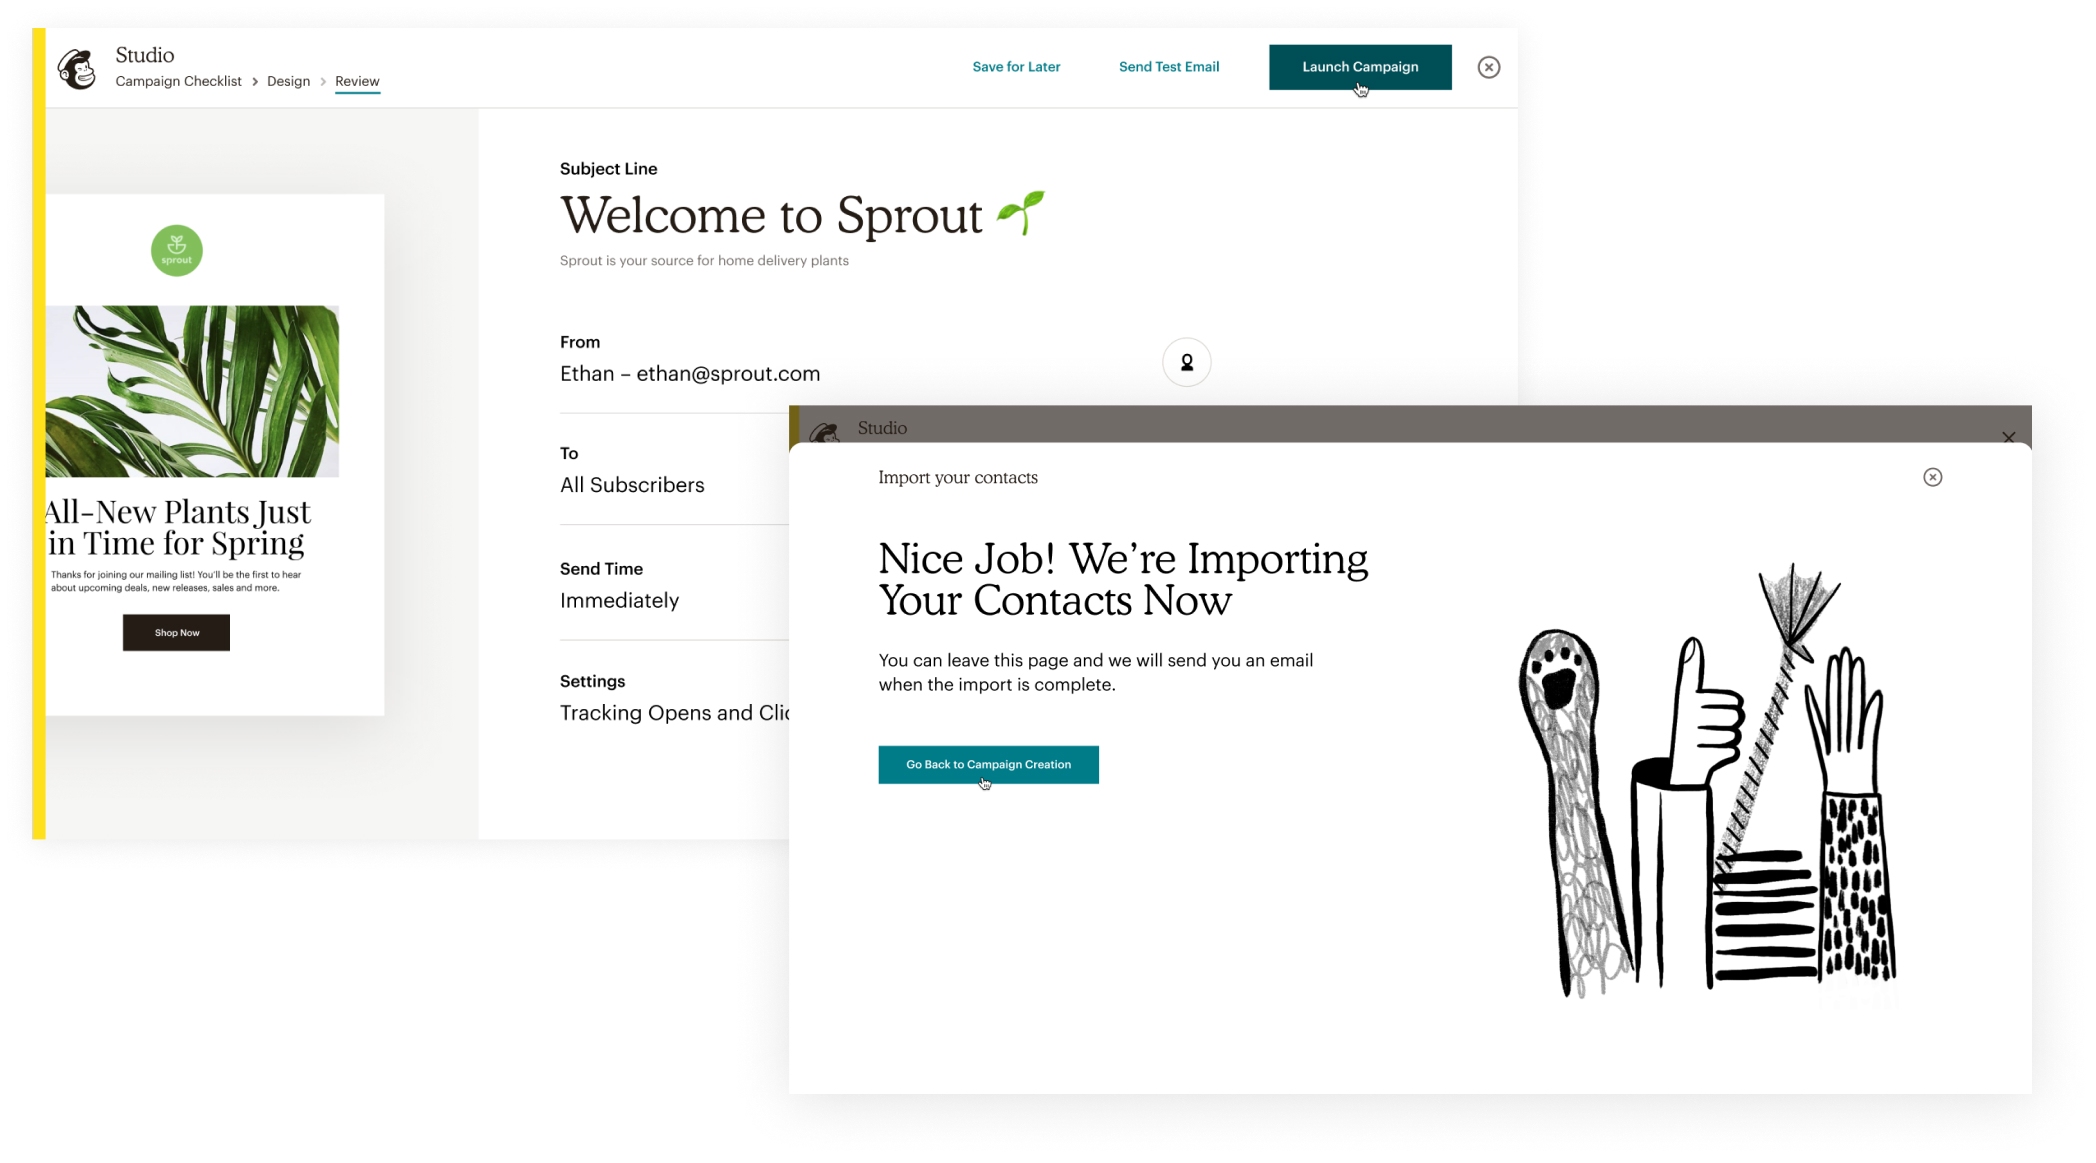 Studio
Campaign Checklist > Design > Review
Save for Later
Send Test Email
Launch Campaign
sprout
All-New Plants Just
in Time for Spring
Thanks for joining our mailing list! You'll be the first to hear
about upcoming deals, new releases, sales and more.
Shop Now
Subject Line
Welcome to Sprout 🌱
Sprout is your source for home delivery plants
From
Ethan – ethan@sprout.com
To
All Subscribers
Send Time
Immediately
Settings
Tracking Opens and Clic
Studio
Import your contacts
Nice Job! We're Importing
Your Contacts Now
You can leave this page and we will send you an email
when the import is complete.
Go Back to Campaign Creation